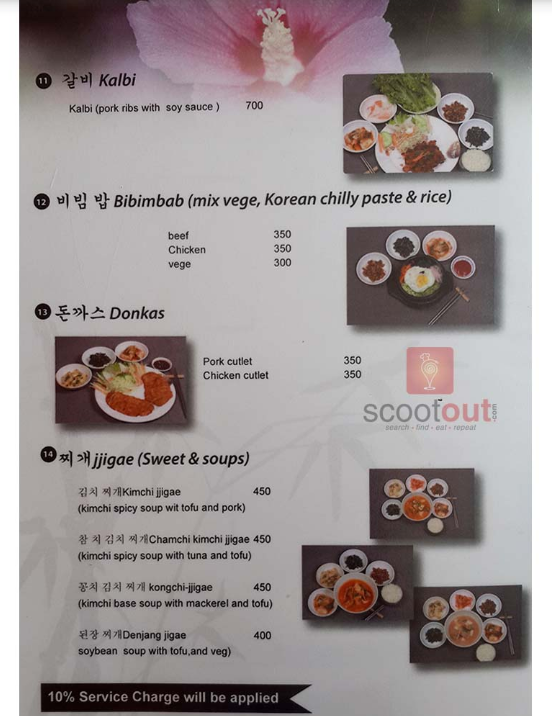 11 갈비 Kalbi
Kalbi (pork ribs with soy sauce ) 700
12 비빔 밥 Bibimbab (mix vege, Korean chilly paste & rice)
beef 350
Chicken 350
vege 300
13 돈까스 Donkas
Pork cutlet 350
Chicken cutlet 350
scootout.com
search - find - eat - repeat
14 찌개 jjigae (Sweet & soups)
김치 찌개Kimchi jjigae 450
(kimchi spicy soup wit tofu and pork)
참 치 김치 찌개Chamchi kimchi jjigae 450
(kimchi spicy soup with tuna and tofu)
꽁치 김치 찌개 kongchi-jjigae 450
(kimchi base soup with mackerel and tofu)
된장 찌개Denjang jigae 400
soybean soup with tofu,and veg)
10% Service Charge will be applied